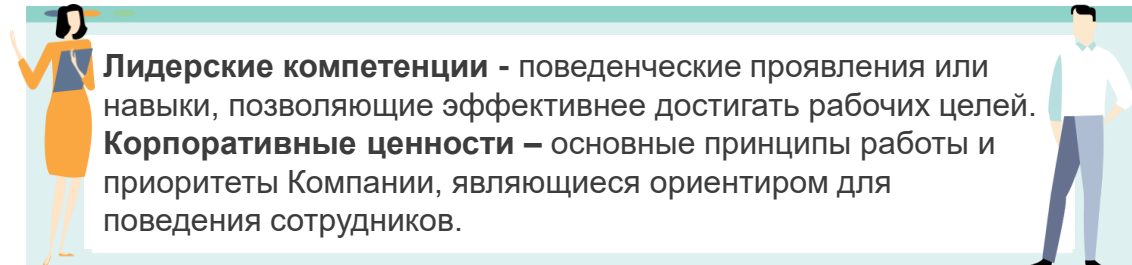 Лидерские компетенции - поведенческие проявления или
навыки, позволяющие эффективнее достигать рабочих целей.
Корпоративные ценности – основные принципы работы и
приоритеты Компании, являющиеся ориентиром для
поведения сотрудников.